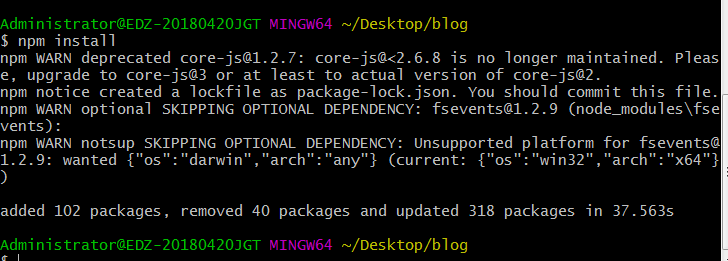 Administrator@EDZ-20180420JGT MINGW64 ~/Desktop/blog
$ npm install
npm WARN deprecated core-js@1.2.7: core-js@<2.6.8 is no longer maintained. Pleas
e, upgrade to core-js@3 or at least to actual version of core-js@2.
npm notice created a lockfile as package-lock.json. You should commit this file.
npm WARN optional SKIPPING OPTIONAL DEPENDENCY: fsevents@1.2.9 (node_modules\fse
vents):
npm WARN notsup SKIPPING OPTIONAL DEPENDENCY: Unsupported platform for fsevents@
1.2.9: wanted {"os":"darwin","arch":"any"} (current: {"os":"win32","arch":"x64"}
)
added 102 packages, removed 40 packages and updated 318 packages in 37.563s
Administrator@EDZ-20180420JGT MINGW64 ~/Desktop/blog
$